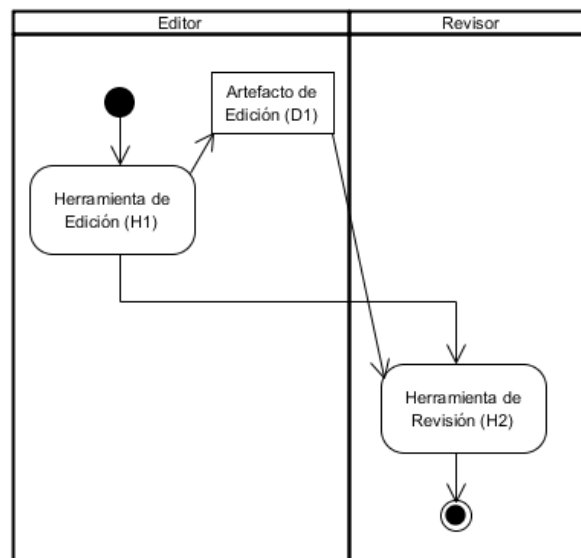 Editor
Revisor
Artefacto de
Edición (D1)
Herramienta de
Edición (H1)
Herramienta de
Revisión (H2)